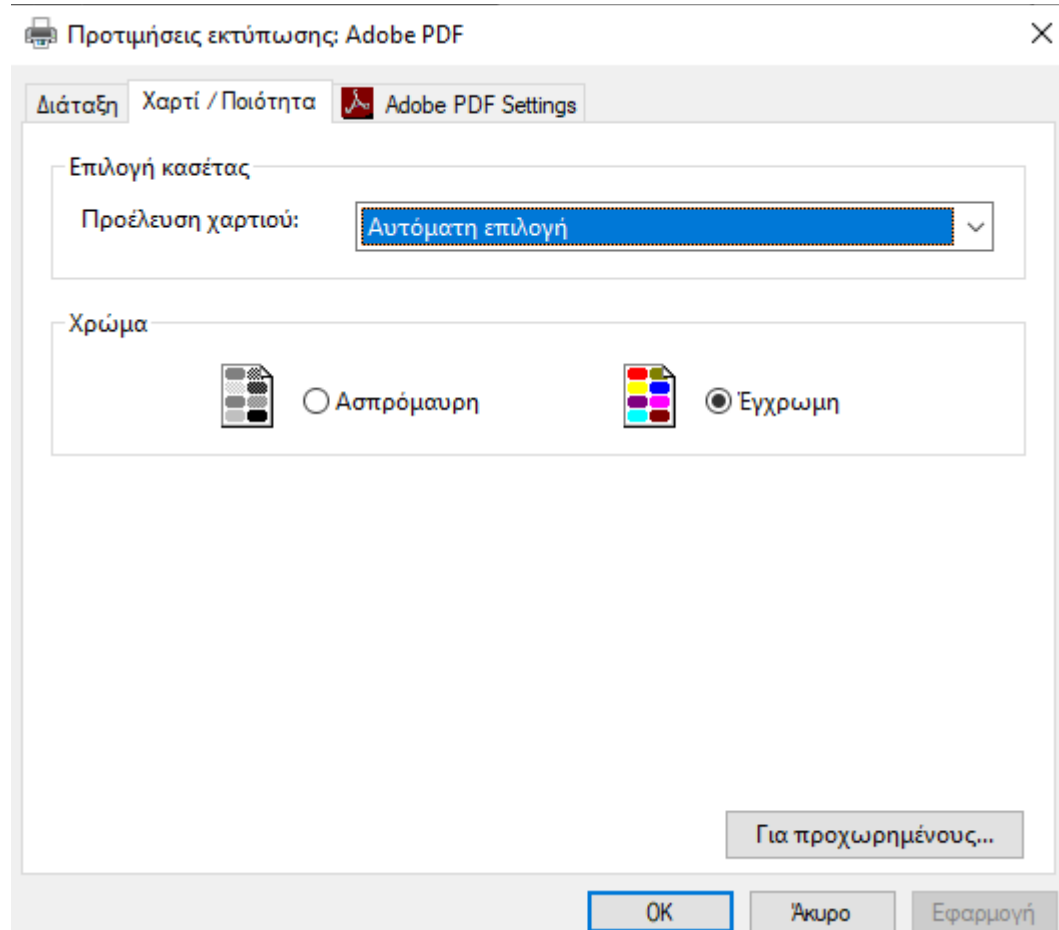 Προτιμήσεις εκτύπωσης: Adobe PDF
Διάταξη Χαρτί / Ποιότητα Adobe PDF Settings
Επιλογή κασέτας
Προέλευση χαρτιού: Αυτόματη επιλογή
Χρώμα
Ασπρόμαυρη Έγχρωμη
Για προχωρημένους...
OK Άκυρο Εφαρμογή